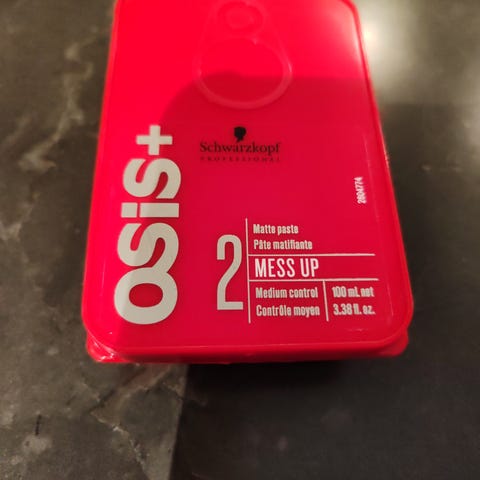 Schwarzkopf
PROFESSIONAL
OSiS+
2804774
2
Matte paste
Pâte matifiante
MESS UP
Medium control
Contrôle moyen
100 mL net
3.38 fl. oz.